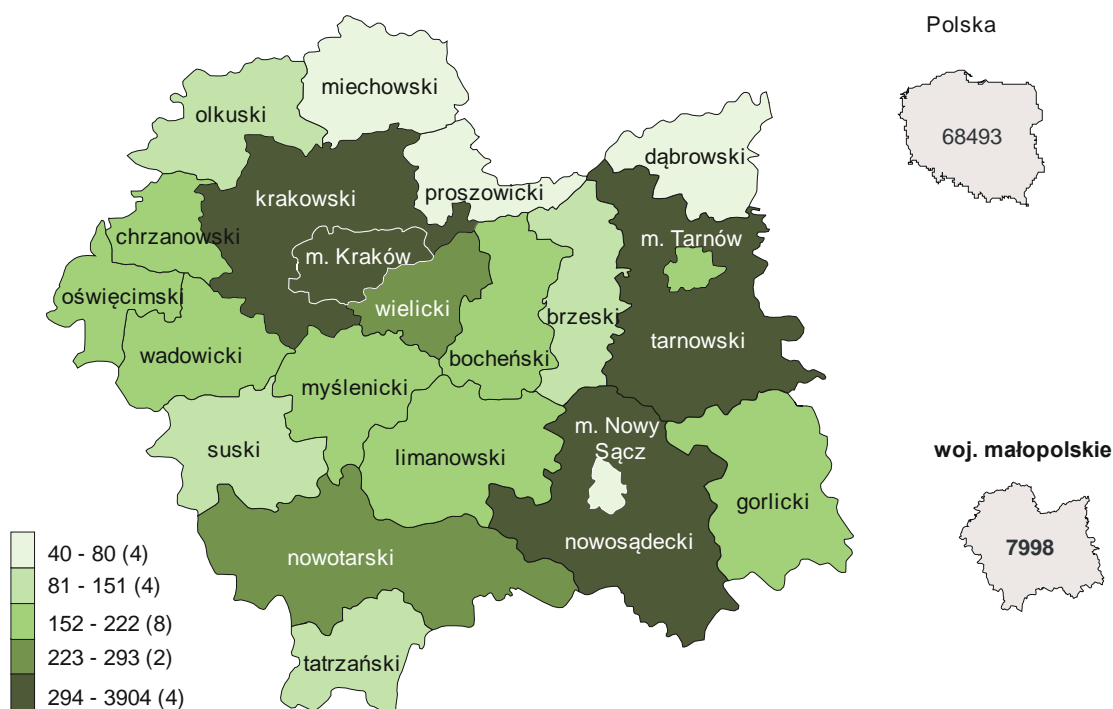 Polska
68493
miechowski
olkuski
dąbrowski
proszowicki
krakowski
chrzanowski
m. Tarnów
m. Kraków
oświęcimski
wielicki
brzeski
tarnowski
wadowicki
bocheński
myślenicki
m. Nowy
Sącz
suski
limanowski
woj. małopolskie
gorlicki
7998
nowosądecki
nowotarski
tatrzański
40 - 80 (4)
81 - 151 (4)
152 - 222 (8)
223 - 293 (2)
294 - 3904 (4)